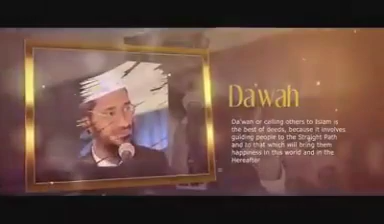 Da'wah
Da'wah or calling others to Islam is
the best of deeds, because it involves
guiding people to the Straight Path
and to that which will bring them
happiness in this world and in the
Hereafter